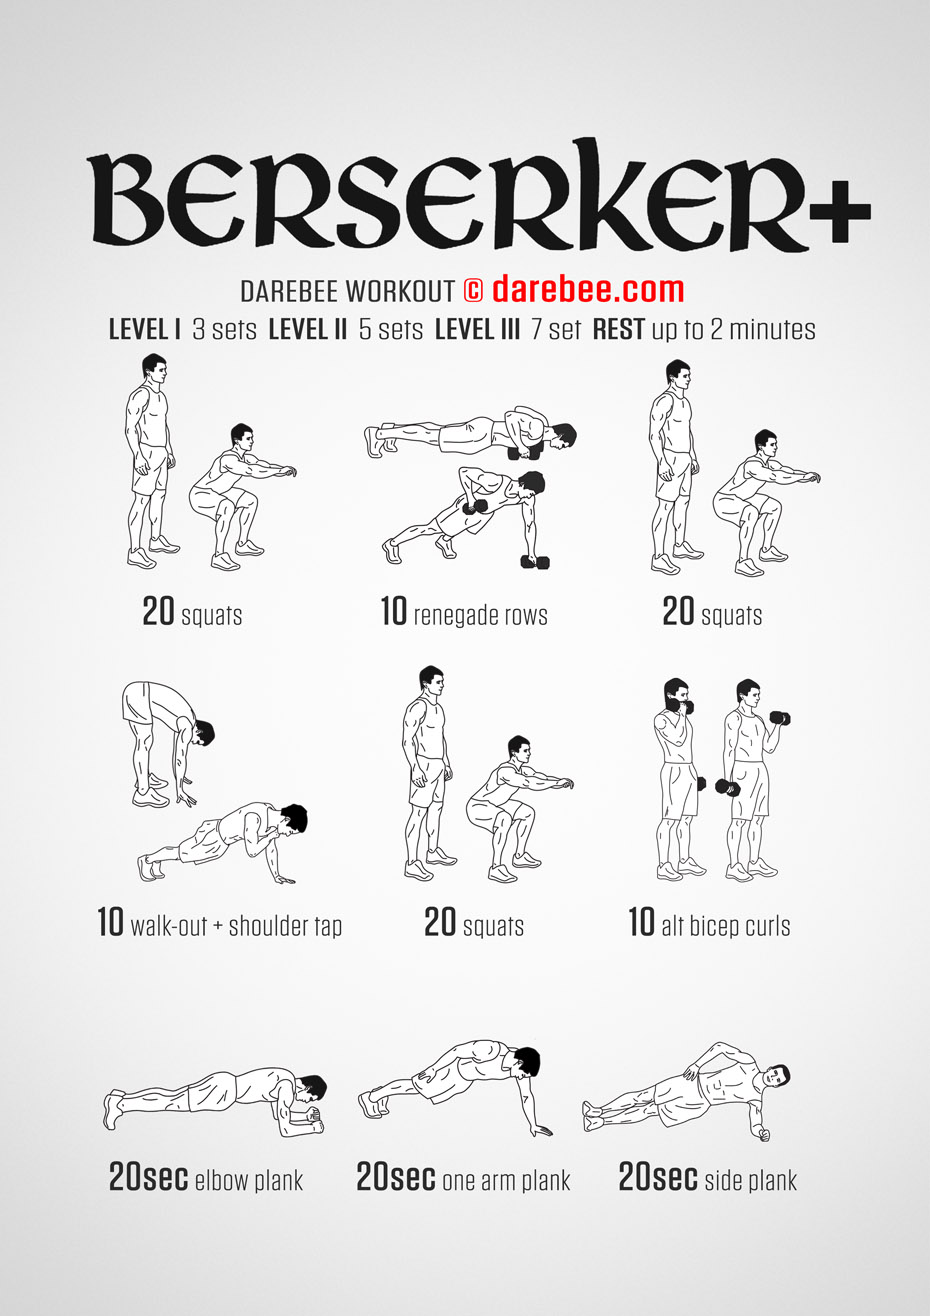 BERSERKER+
DAREBEE WORKOUT © darebee.com
LEVEL I 3 sets LEVEL II 5 sets LEVEL III 7 set REST up to 2 minutes
20 squats
10 renegade rows
20 squats
10 walk-out + shoulder tap
20 squats
10 alt bicep curls
20sec elbow plank
20sec one arm plank
20sec side plank